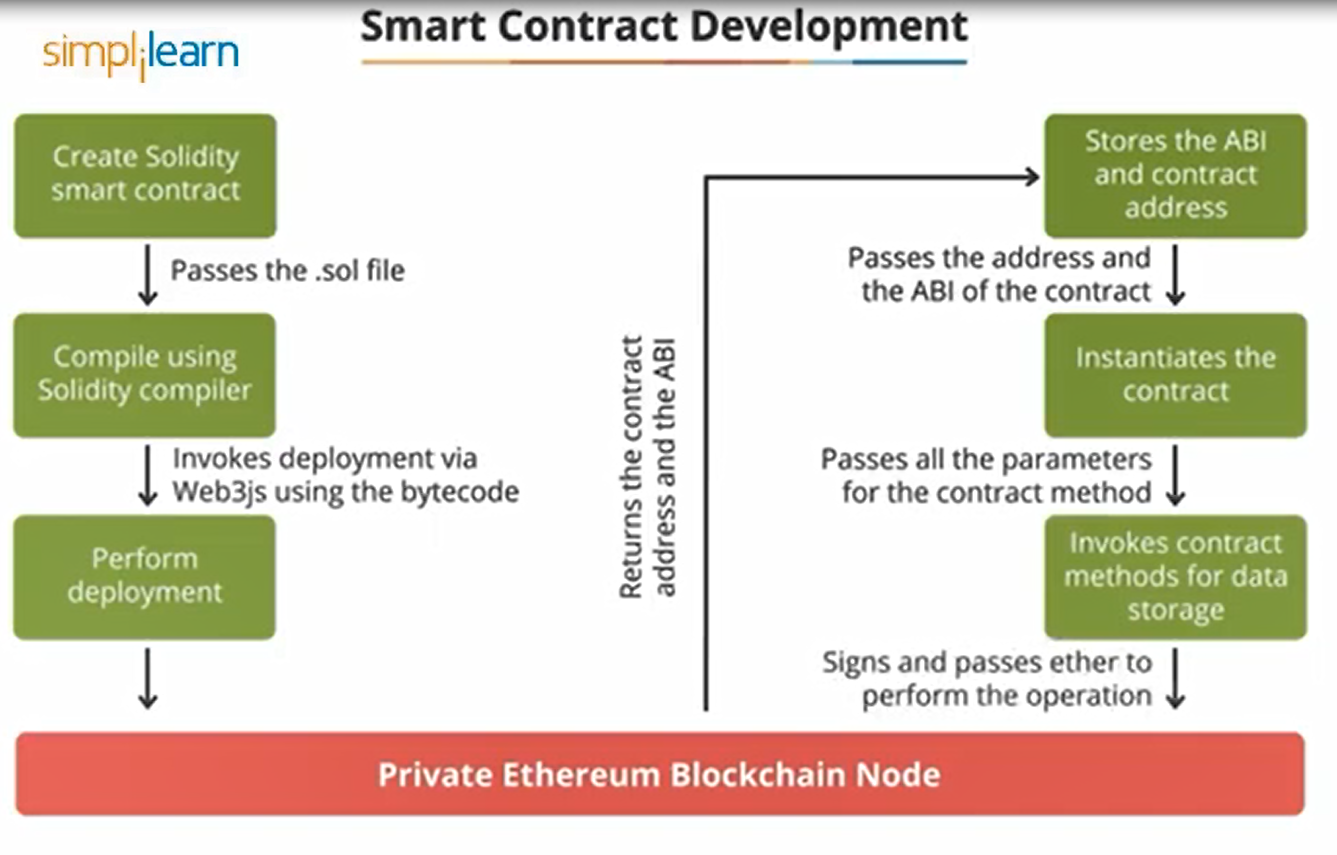 Smart Contract Development
simplilearn
Create Solidity
smart contract
Passes the .sol file
Compile using
Solidity compiler
Invokes deployment via
Web3js using the bytecode
Perform
deployment
Returns the contract
address and the ABI
Stores the ABI
and contract
address
Passes the address and
the ABI of the contract
Instantiates the
contract
Passes all the parameters
for the contract method
Invokes contract
methods for data
storage
Signs and passes ether to
perform the operation
Private Ethereum Blockchain Node